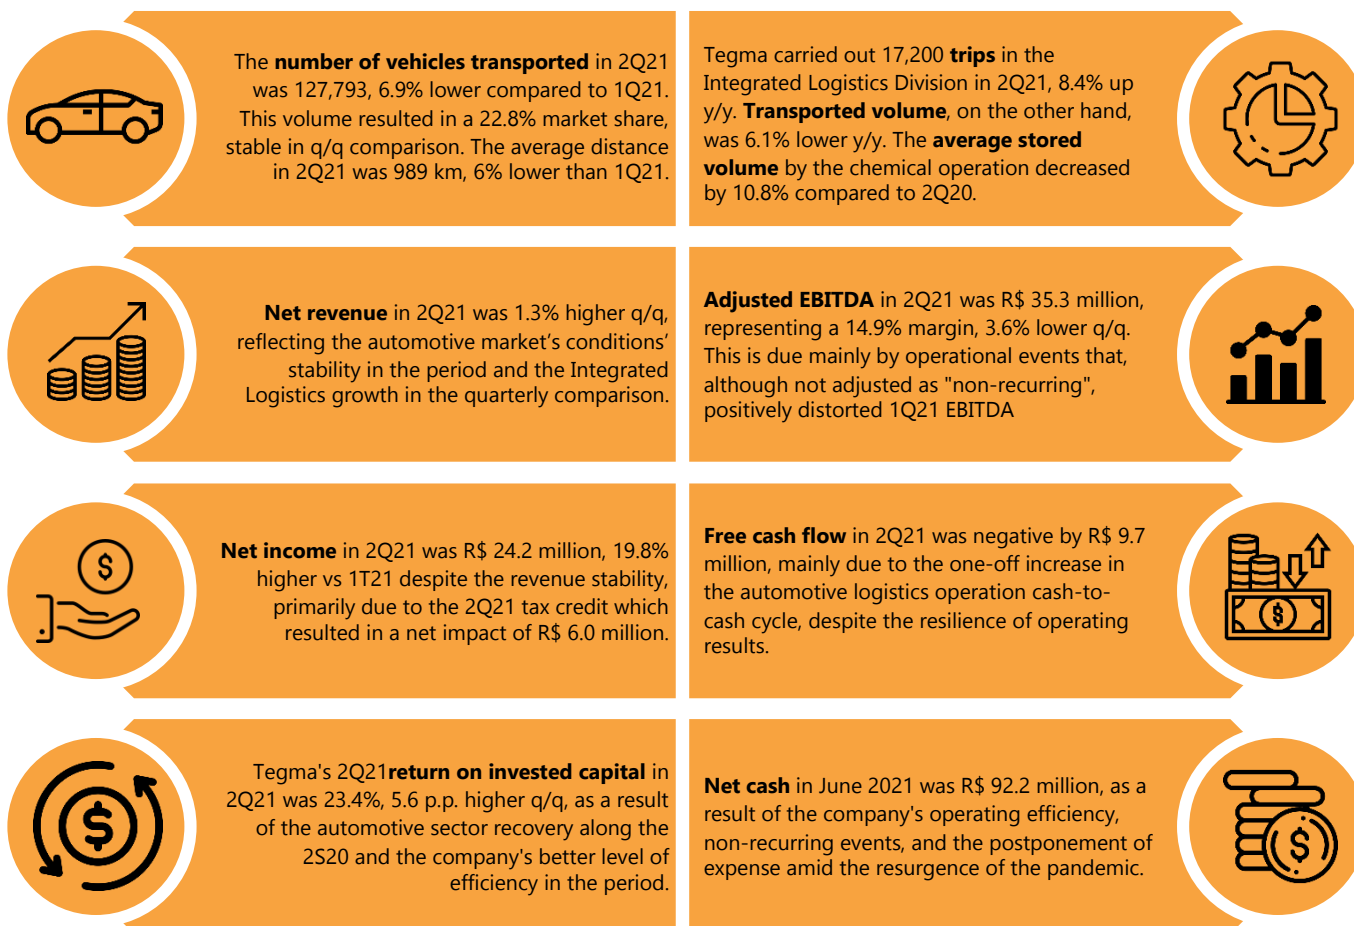 The number of vehicles transported in 2Q21
was 127,793, 6.9% lower compared to 1Q21.
This volume resulted in a 22.8% market share,
stable in q/q comparison. The average distance
in 2Q21 was 989 km, 6% lower than 1Q21.
Tegma carried out 17,200 trips in the
Integrated Logistics Division in 2Q21, 8.4% up
y/y. Transported volume, on the other hand,
was 6.1% lower y/y. The average stored
volume by the chemical operation decreased
by 10.8% compared to 2Q20.
Net revenue in 2Q21 was 1.3% higher q/q,
reflecting the automotive market’s conditions’
stability in the period and the Integrated
Logistics growth in the quarterly comparison.
Adjusted EBITDA in 2Q21 was R$ 35.3 million,
representing a 14.9% margin, 3.6% lower q/q.
This is due mainly by operational events that,
although not adjusted as "non-recurring",
positively distorted 1Q21 EBITDA
Net income in 2Q21 was R$ 24.2 million, 19.8%
higher vs 1T21 despite the revenue stability,
primarily due to the 2Q21 tax credit which
resulted in a net impact of R$ 6.0 million.
Free cash flow in 2Q21 was negative by R$ 9.7
million, mainly due to the one-off increase in
the automotive logistics operation cash-to-
cash cycle, despite the resilience of operating
results.
Tegma's 2Q21return on invested capital in
2Q21 was 23.4%, 5.6 p.p. higher q/q, as a result
of the automotive sector recovery along the
2S20 and the company's better level of
efficiency in the period.
Net cash in June 2021 was R$ 92.2 million, as a
result of the company's operating efficiency,
non-recurring events, and the postponement of
expense amid the resurgence of the pandemic.